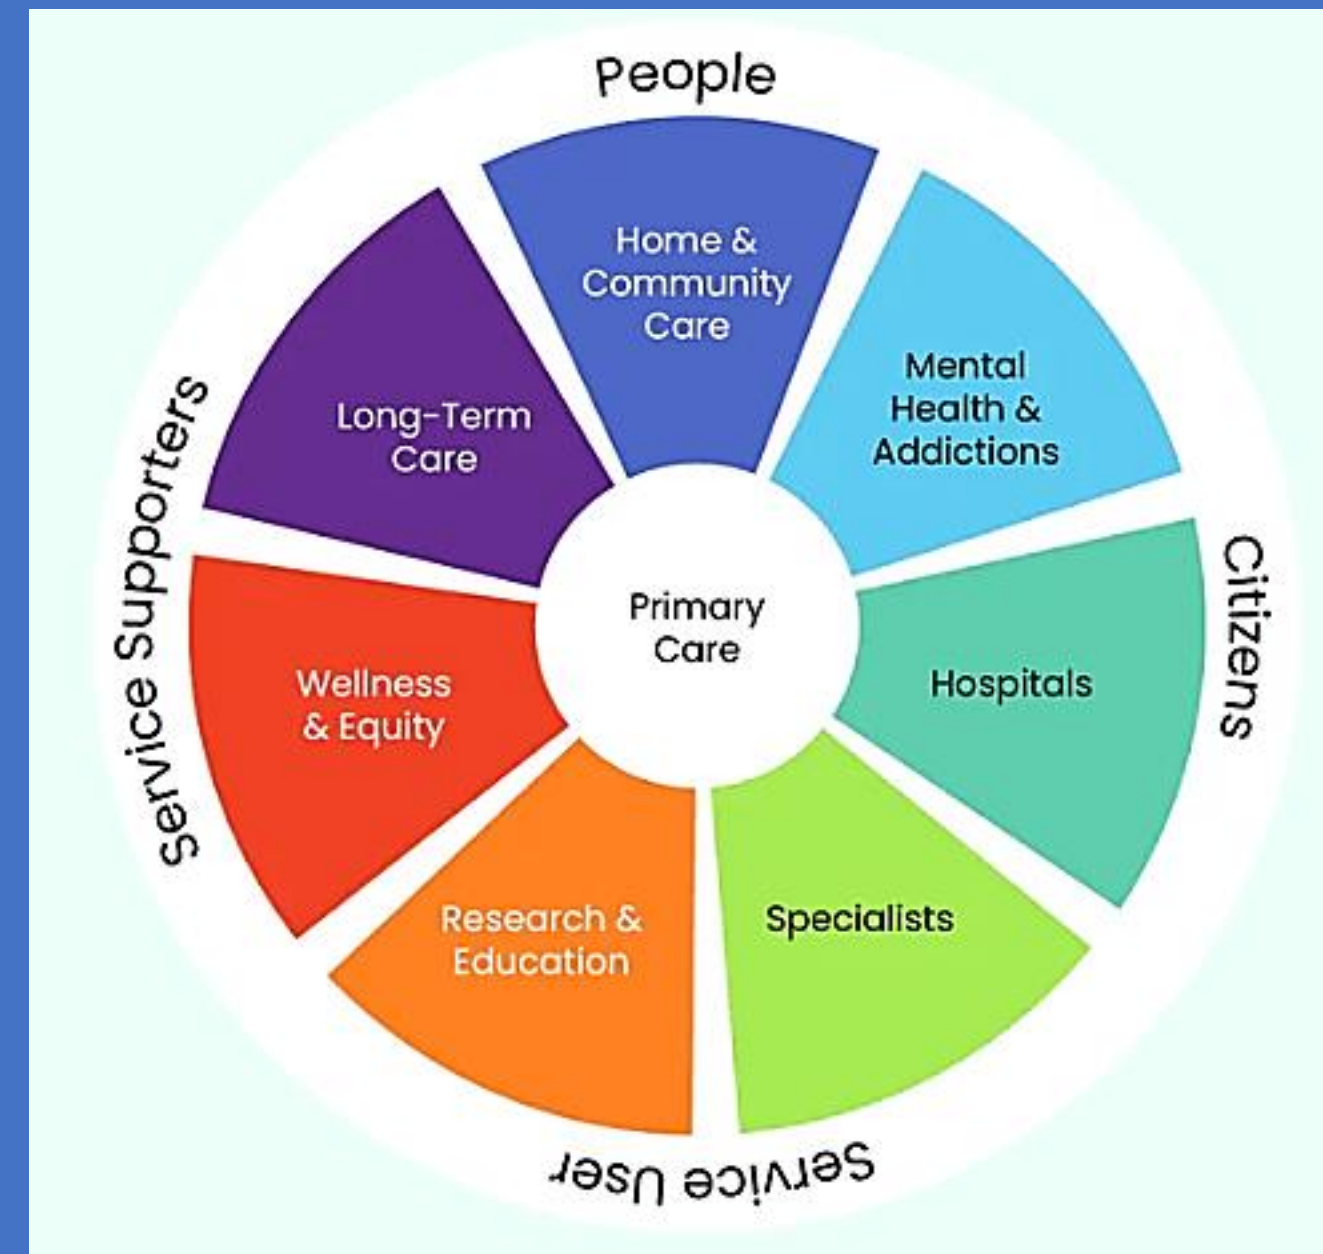 People
Home &
Community
Care
Mental
Health &
Addictions
Long-Term
Care
Service Supporters
Citizens
Primary
Care
Wellness
& Equity
Hospitals
Research &
Education
Specialists
Service User